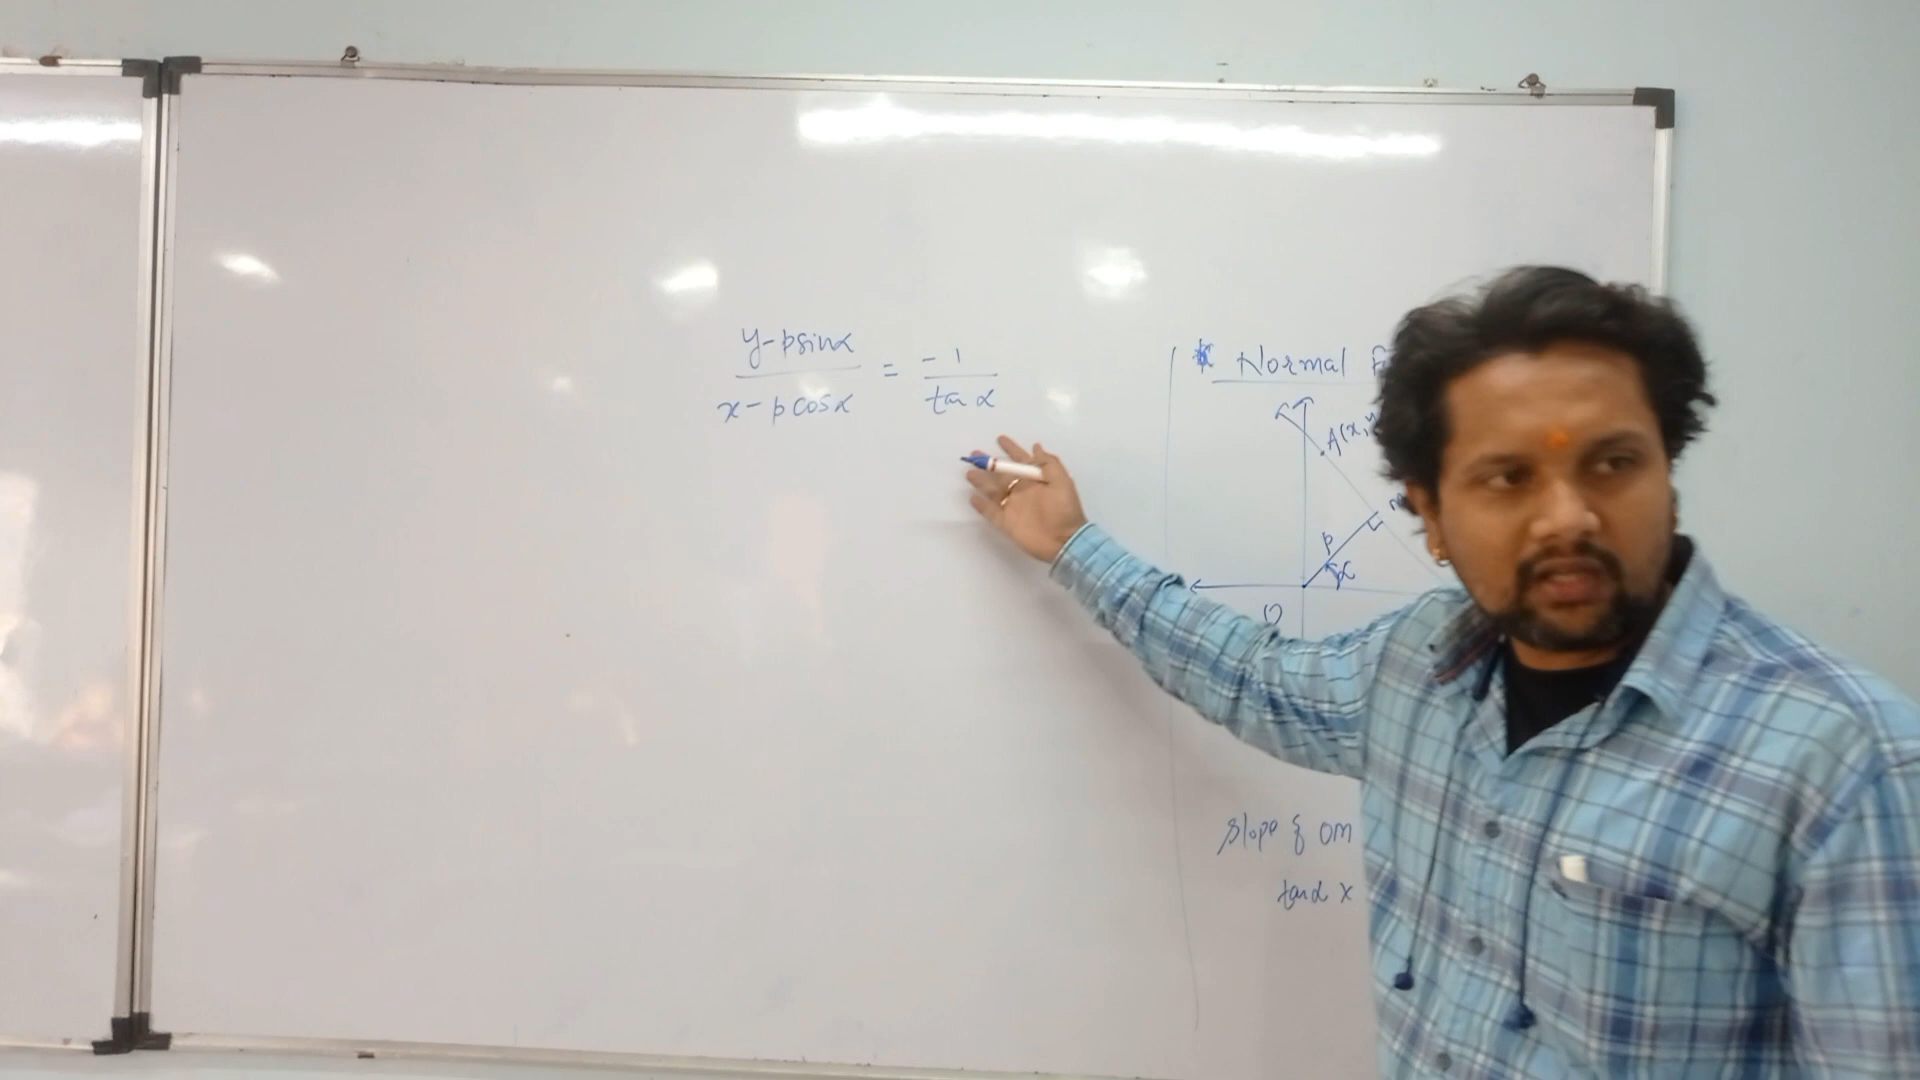 y-psinα
x-pcosα
=
-1
tanα
* Normal
A(x,
M
p
α
O
slope of OM
tanα x